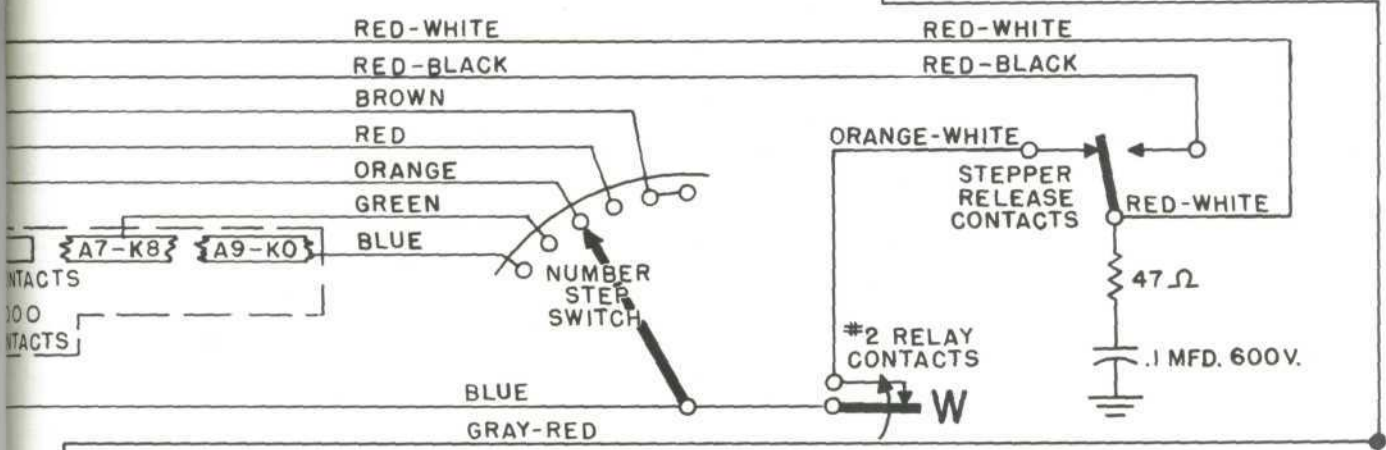 RED-WHITE RED-WHITE
RED-BLACK RED-BLACK
BROWN
RED
ORANGE-WHITE
ORANGE
STEPPER
RELEASE
CONTACTS
GREEN
RED-WHITE
A7-K8 A9-K0 BLUE
NUMBER
STEP
SWITCH
47Ω
#2 RELAY
CONTACTS
.1 MFD. 600V.
BLUE
W
GRAY-RED